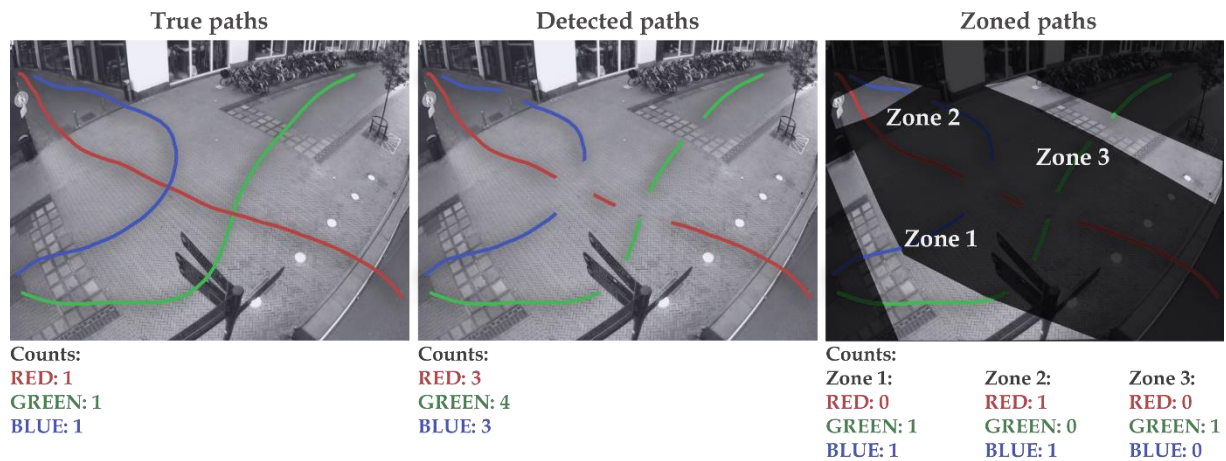 True paths
Detected paths
Zoned paths
Zone 2
Zone 3
Zone 1
Counts:
RED: 1
GREEN: 1
BLUE: 1
Counts:
RED: 3
GREEN: 4
BLUE: 3
Counts:
Zone 1:
RED: 0
GREEN: 1
BLUE: 1
Zone 2:
RED: 1
GREEN: 0
BLUE: 1
Zone 3:
RED: 0
GREEN: 1
BLUE: 0